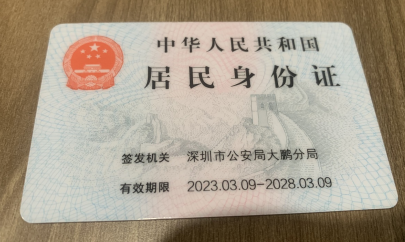 中华人民共和国
居民身份证
签发机关 深圳市公安局大鹏分局
有效期限 2023.03.09-2028.03.09